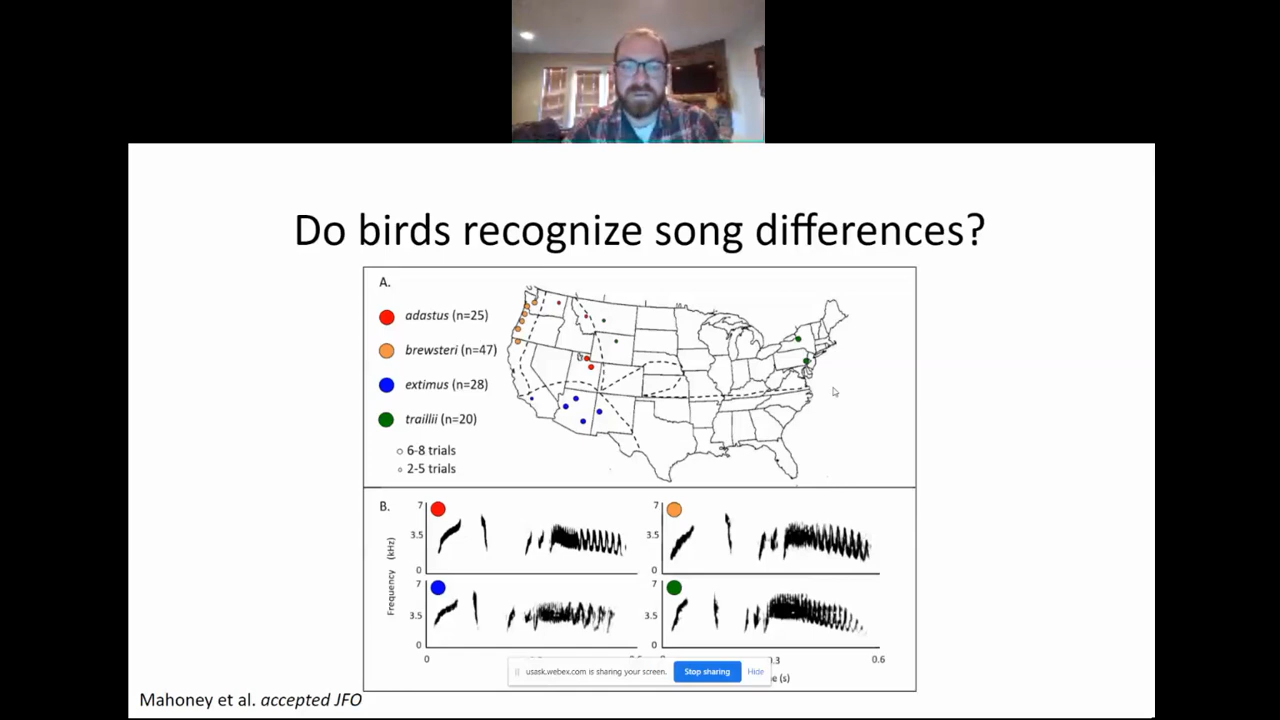 Do birds recognize song differences?
A.
adastus (n=25)
brewsteri (n=47)
extimus (n=28)
traillii (n=20)
6-8 trials
2-5 trials
B.
Frequency (kHz)
7
3.5
0
7
3.5
0
7
3.5
0
7
3.5
0
0
0.6
usask.webex.com is sharing your screen.
Stop sharing
Hide
Mahoney et al. accepted JFO